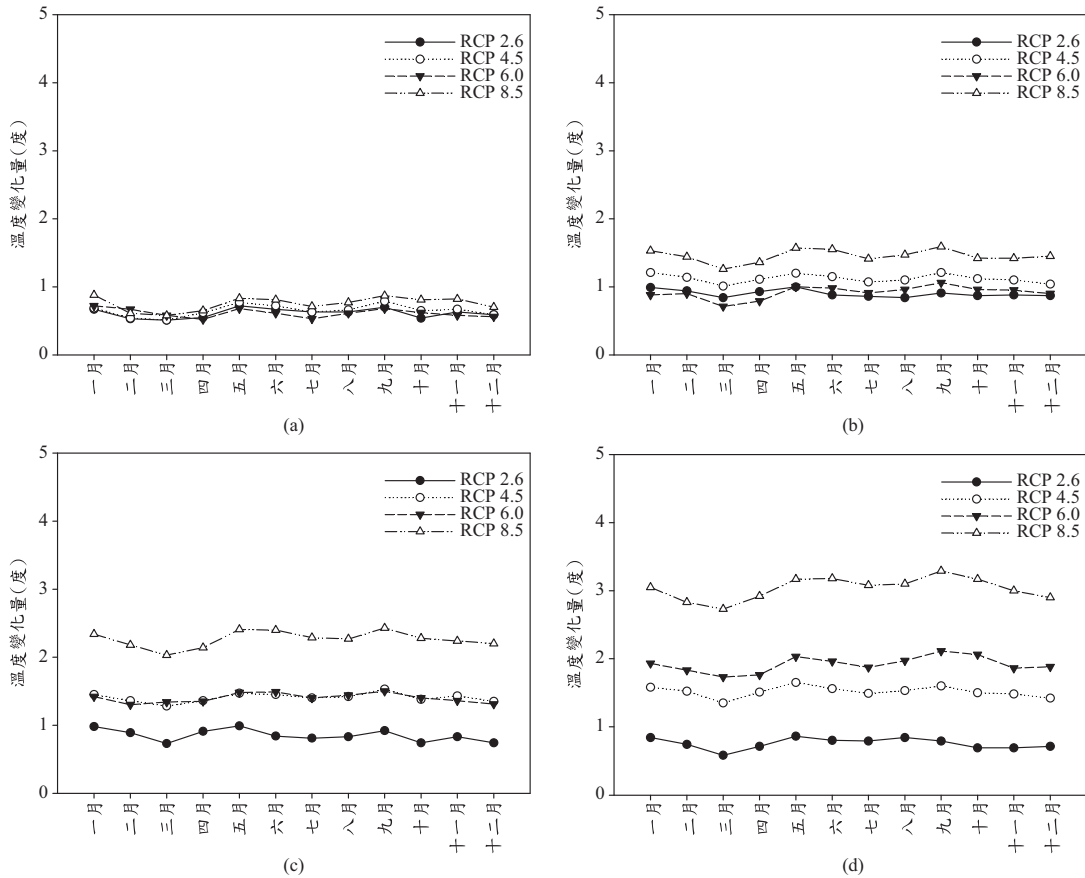 5
4
3
2
1
0
溫度變化量(度)
RCP 2.6
RCP 4.5
RCP 6.0
RCP 8.5
一月
二月
三月
四月
五月
六月
七月
八月
九月
十月
十一月
十二月
(a)
5
4
3
2
1
0
溫度變化量(度)
RCP 2.6
RCP 4.5
RCP 6.0
RCP 8.5
一月
二月
三月
四月
五月
六月
七月
八月
九月
十月
十一月
十二月
(b)
5
4
3
2
1
0
溫度變化量(度)
RCP 2.6
RCP 4.5
RCP 6.0
RCP 8.5
一月
二月
三月
四月
五月
六月
七月
八月
九月
十月
十一月
十二月
(c)
5
4
3
2
1
0
溫度變化量(度)
RCP 2.6
RCP 4.5
RCP 6.0
RCP 8.5
一月
二月
三月
四月
五月
六月
七月
八月
九月
十月
十一月
十二月
(d)